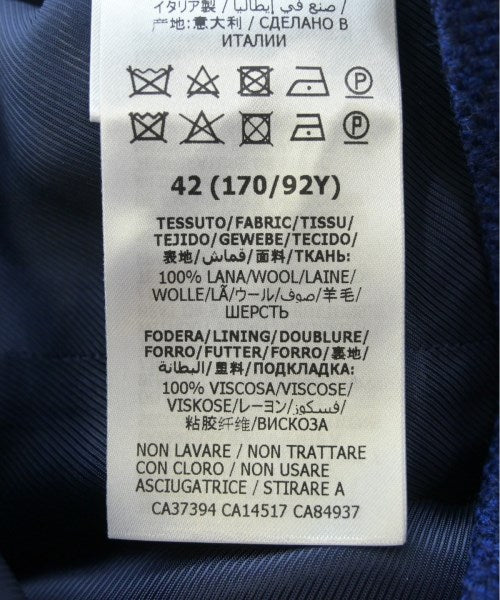 イタリア製 / صنع في إيطاليا /
产地: 意大利 / СДЕЛАНО В
ИТАЛИИ
42 (170/92Y)
TESSUTO/FABRIC/TISSU/
TEJIDO/GEWEBE/TECIDO/
表地/قماش/面料/ТКАНЬ:
100% LANA/WOOL/LAINE/
WOLLE/LÃ/ウール/صوف/羊毛/
ШЕРСТЬ
FODERA/LINING/DOUBLURE/
FORRO/FUTTER/FORRO/裏地/
البطانة/里料/ПОДКЛАДКА:
100% VISCOSA/VISCOSE/
VISKOSE/レーヨン/فسكوز/
粘胶纤维/ВИСКОЗА
NON LAVARE / NON TRATTARE
CON CLORO / NON USARE
ASCIUGATRICE / STIRARE A
CA37394 CA14517 CA84937